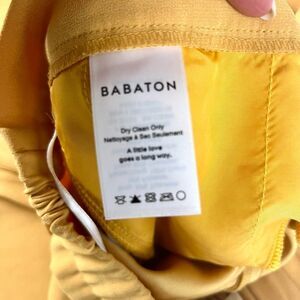 BABATON
Dry Clean Only
Nettoyage à Sec Seulement
A little love
goes a long way.